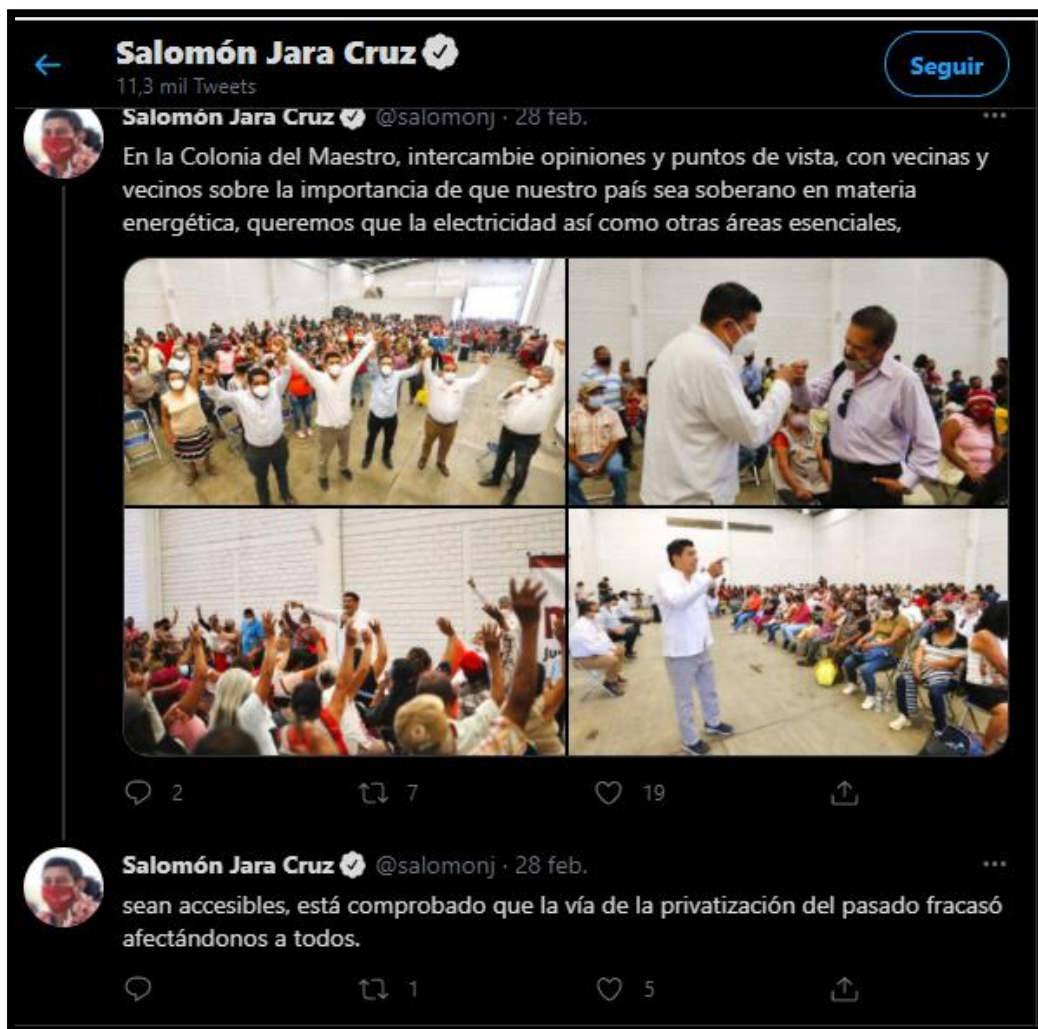 Salomón Jara Cruz
11,3 mil Tweets
Seguir
Salomón Jara Cruz @salomonj · 28 feb.
En la Colonia del Maestro, intercambie opiniones y puntos de vista, con vecinas y
vecinos sobre la importancia de que nuestro país sea soberano en materia
energética, queremos que la electricidad así como otras áreas esenciales,
2 7 19
Salomón Jara Cruz @salomonj · 28 feb.
sean accesibles, está comprobado que la vía de la privatización del pasado fracasó
afectándonos a todos.
1 5